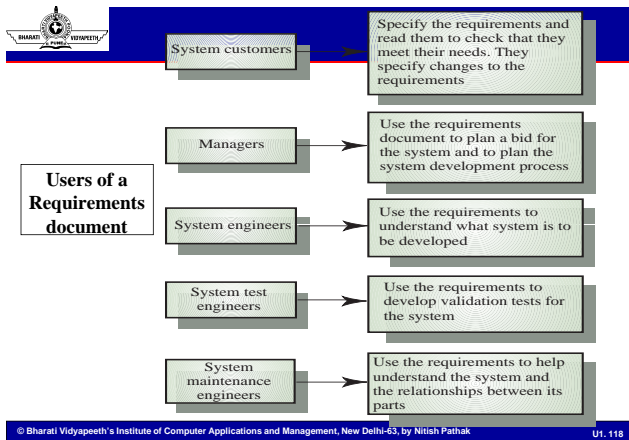 BHARATI VIDYAPEETH
PUNE
System customers
Specify the requirements and
read them to check that they
meet their needs. They
specify changes to the
requirements
Managers
Use the requirements
document to plan a bid for
the system and to plan the
system development process
Users of a
Requirements
document
System engineers
Use the requirements to
understand what system is to
be developed
System test
engineers
Use the requirements to
develop validation tests for
the system
System
maintenance
engineers
Use the requirements to help
understand the system and
the relationships between its
parts
© Bharati Vidyapeeth's Institute of Computer Applications and Management, New Delhi-63, by Nitish Pathak
U1. 118